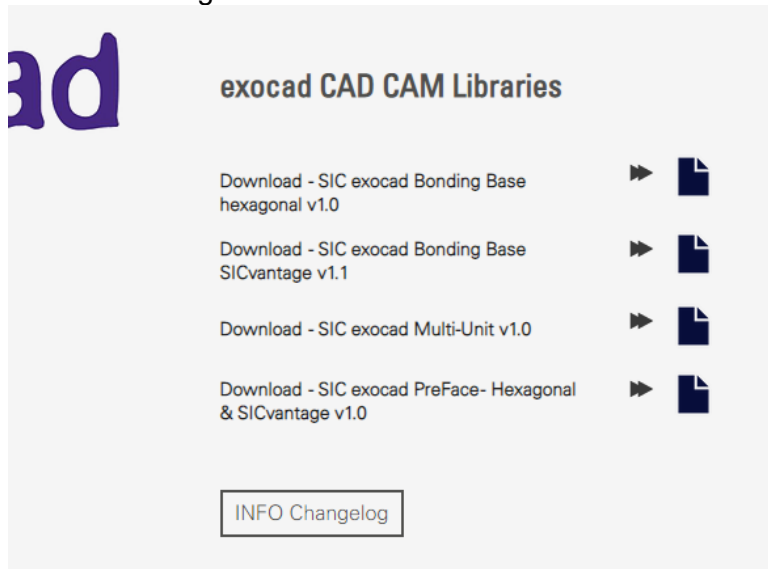 ad
exocad CAD CAM Libraries
Download - SIC exocad Bonding Base
hexagonal v1.0
Download - SIC exocad Bonding Base
SICvantage v1.1
Download - SIC exocad Multi-Unit v1.0
Download - SIC exocad PreFace- Hexagonal
& SICvantage v1.0
INFO Changelog